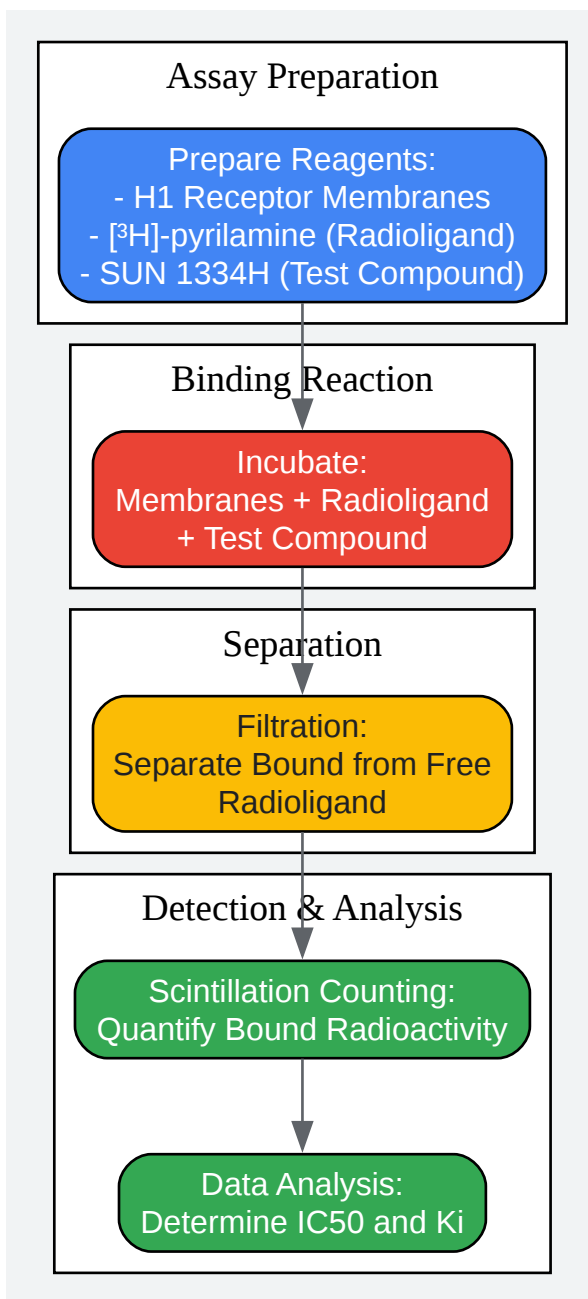 Assay Preparation
Prepare Reagents:
- H1 Receptor Membranes
- [³H]-pyrilamine (Radioligand)
- SUN 1334H (Test Compound)
Binding Reaction
Incubate:
Membranes + Radioligand
+ Test Compound
Separation
Filtration:
Separate Bound from Free
Radioligand
Detection & Analysis
Scintillation Counting:
Quantify Bound Radioactivity
Data Analysis:
Determine IC50 and Ki